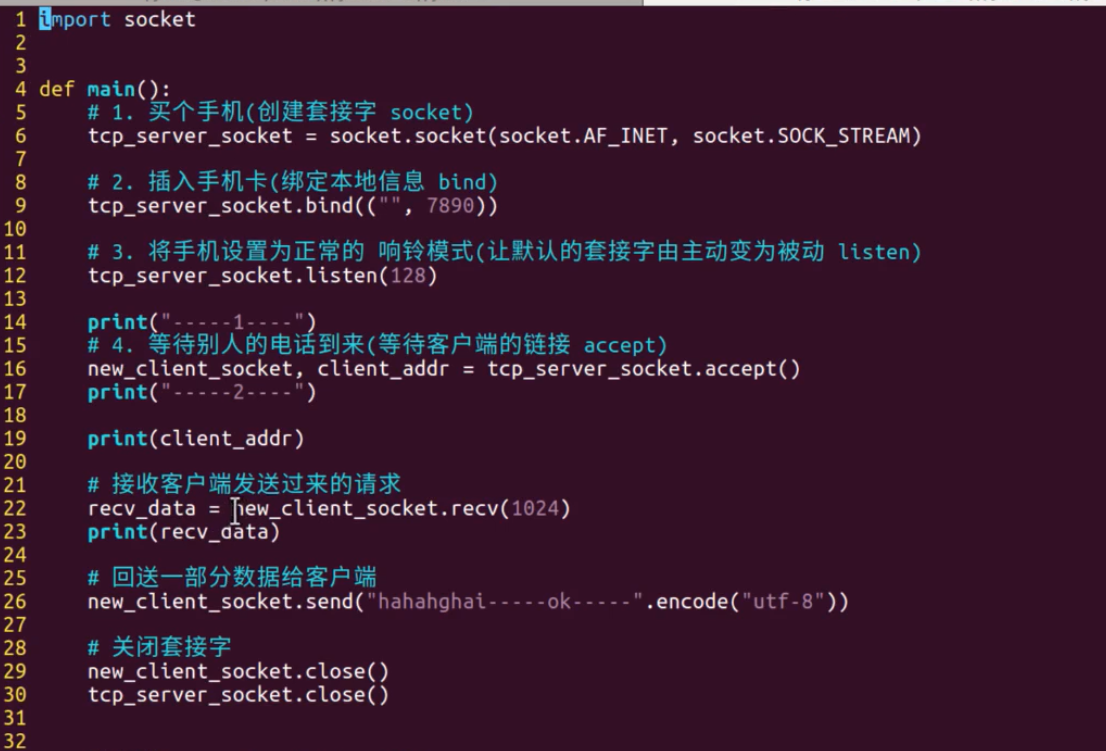 1 import socket
2
3
4 def main():
5     # 1. 买个手机(创建套接字 socket)
6     tcp_server_socket = socket.socket(socket.AF_INET, socket.SOCK_STREAM)
7
8     # 2. 插入手机卡(绑定本地信息 bind)
9     tcp_server_socket.bind(("", 7890))
10
11     # 3. 将手机设置为正常的 响铃模式(让默认的套接字由主动变为被动 listen)
12     tcp_server_socket.listen(128)
13
14     print("-----1----")
15     # 4. 等待别人的电话到来(等待客户端的链接 accept)
16     new_client_socket, client_addr = tcp_server_socket.accept()
17     print("-----2----")
18
19     print(client_addr)
20
21     # 接收客户端发送过来的请求
22     recv_data = new_client_socket.recv(1024)
23     print(recv_data)
24
25     # 回送一部分数据给客户端
26     new_client_socket.send("hahahghai-----ok-----".encode("utf-8"))
27
28     # 关闭套接字
29     new_client_socket.close()
30     tcp_server_socket.close()
31
32